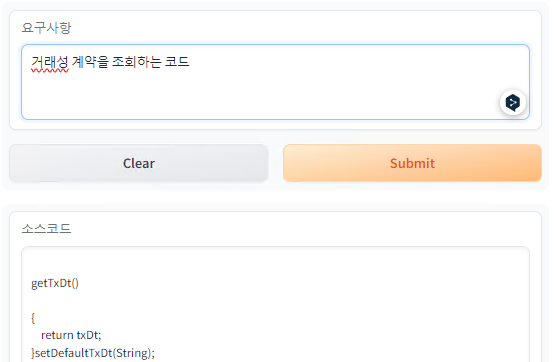 요구사항
거래성 계약을 조회하는 코드
Clear
Submit
소스코드
getTxDt()
{
return txDt;
}setDefaultTxDt(String);